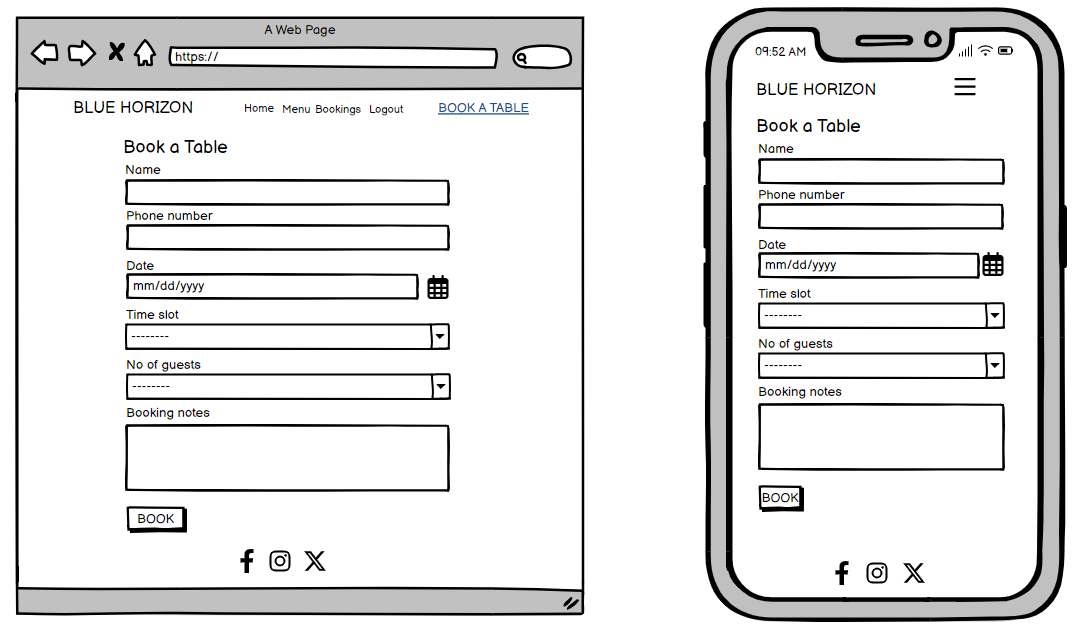 A Web Page
https://
BLUE HORIZON Home Menu Bookings Logout BOOK A TABLE
Book a Table
Name
Phone number
Date
mm/dd/yyyy
Time slot
--------
No of guests
--------
Booking notes
BOOK
09:52 AM
BLUE HORIZON
Book a Table
Name
Phone number
Date
mm/dd/yyyy
Time slot
--------
No of guests
--------
Booking notes
BOOK